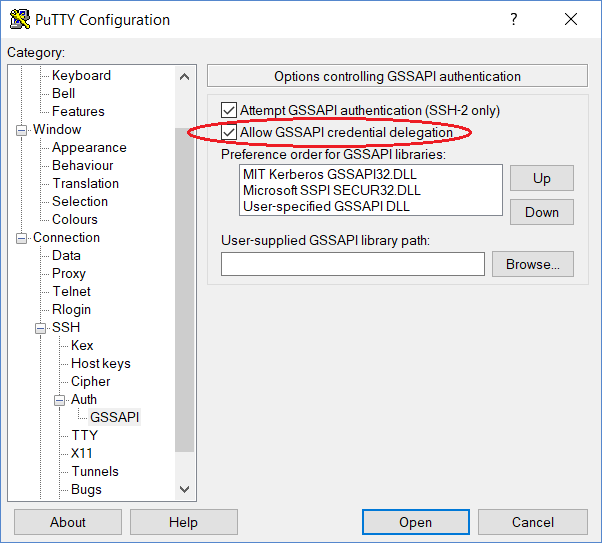 PuTTY Configuration
?
Category:
Keyboard
Bell
Features
Window
Appearance
Behaviour
Translation
Selection
Colours
Connection
Data
Proxy
Telnet
Rlogin
SSH
Kex
Host keys
Cipher
Auth
GSSAPI
TTY
X11
Tunnels
Bugs
Options controlling GSSAPI authentication
Attempt GSSAPI authentication (SSH-2 only)
Allow GSSAPI credential delegation
Preference order for GSSAPI libraries:
MIT Kerberos GSSAPI32.DLL
Microsoft SSPI SECUR32.DLL
User-specified GSSAPI DLL
Up
Down
User-supplied GSSAPI library path:
Browse...
About
Help
Open
Cancel